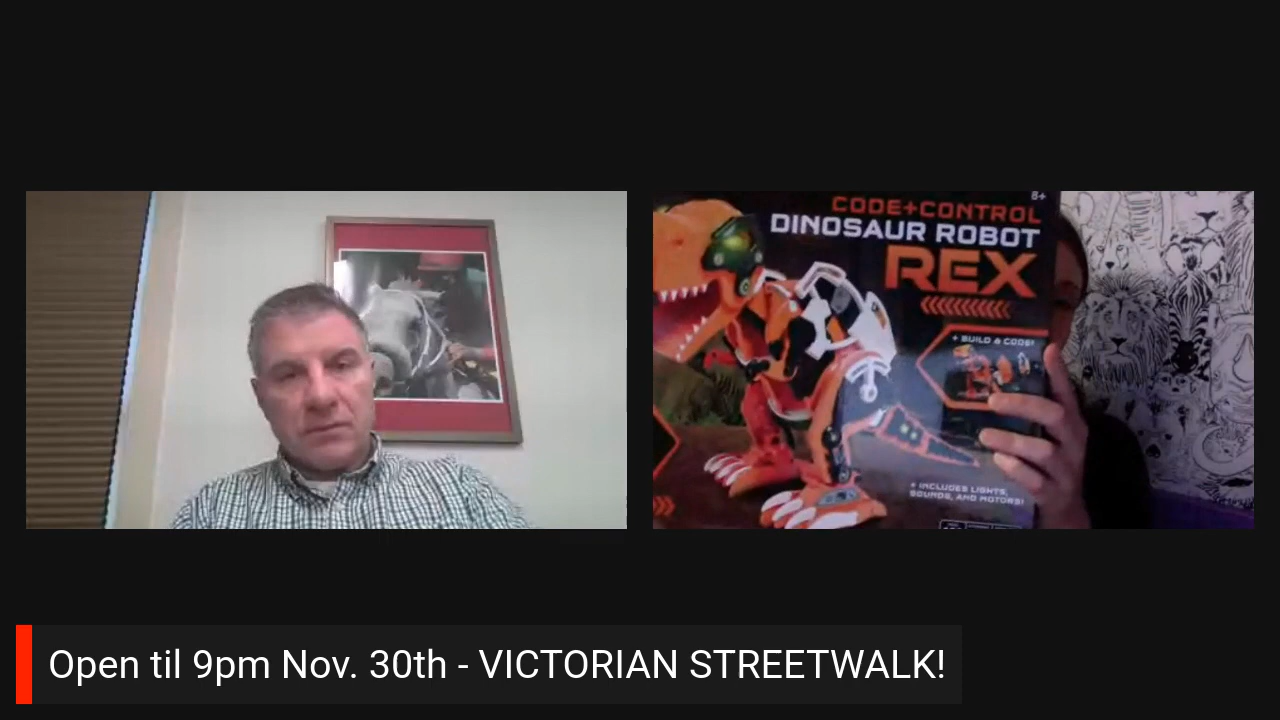 8+
CODE+CONTROL
DINOSAUR ROBOT
REX
+ BUILD & CODE!
+ INCLUDES LIGHTS,
SOUNDS, AND MOTORS!
Open til 9pm Nov. 30th - VICTORIAN STREETWALK!